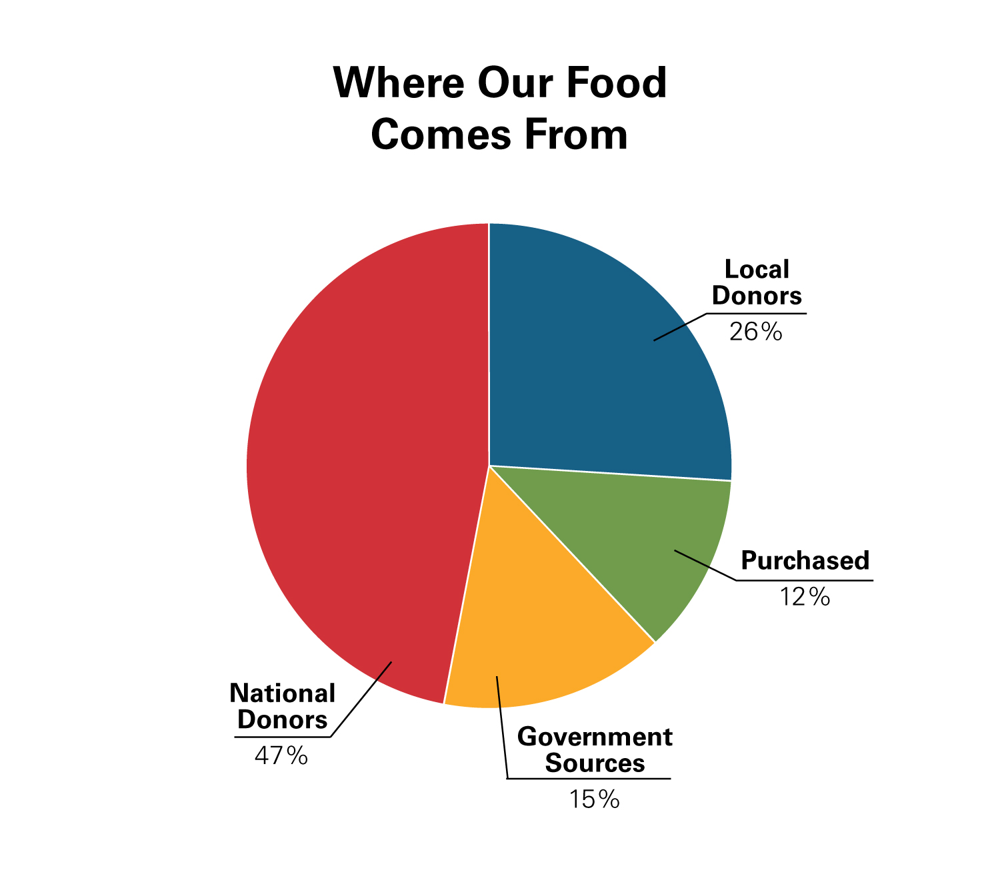 Where Our Food
Comes From
Local
Donors
26%
Purchased
12%
National
Donors
47%
Government
Sources
15%